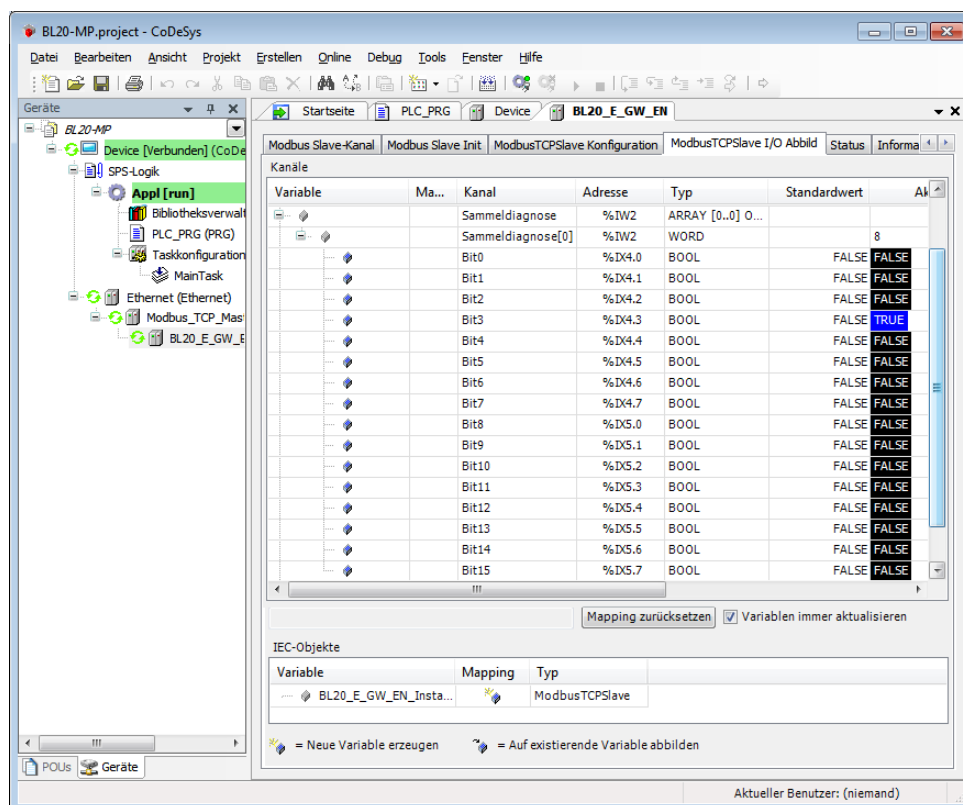 BL20-MP.project - CoDeSys
Datei Bearbeiten Ansicht Projekt Erstellen Online Debug Tools Fenster Hilfe
Geräte
BL20-MP
Device [Verbunden] (CoDe
SPS-Logik
Appl [run]
Bibliotheksverwalt
PLC_PRG (PRG)
Taskkonfiguration
MainTask
Ethernet (Ethernet)
Modbus_TCP_Mas
BL20_E_GW_E
POUs Geräte
Startseite PLC_PRG Device BL20_E_GW_EN
Modbus Slave-Kanal Modbus Slave Init ModbusTCPSlave Konfiguration ModbusTCPSlave I/O Abbild Status Informa
Kanäle
Variable Ma... Kanal Adresse Typ Standardwert Ak
Sammeldiagnose %IW2 ARRAY [0..0] O...
Sammeldiagnose[0] %IW2 WORD 8
Bit0 %IX4.0 BOOL FALSE FALSE
Bit1 %IX4.1 BOOL FALSE FALSE
Bit2 %IX4.2 BOOL FALSE FALSE
Bit3 %IX4.3 BOOL FALSE TRUE
Bit4 %IX4.4 BOOL FALSE FALSE
Bit5 %IX4.5 BOOL FALSE FALSE
Bit6 %IX4.6 BOOL FALSE FALSE
Bit7 %IX4.7 BOOL FALSE FALSE
Bit8 %IX5.0 BOOL FALSE FALSE
Bit9 %IX5.1 BOOL FALSE FALSE
Bit10 %IX5.2 BOOL FALSE FALSE
Bit11 %IX5.3 BOOL FALSE FALSE
Bit12 %IX5.4 BOOL FALSE FALSE
Bit13 %IX5.5 BOOL FALSE FALSE
Bit14 %IX5.6 BOOL FALSE FALSE
Bit15 %IX5.7 BOOL FALSE FALSE
Mapping zurücksetzen Variablen immer aktualisieren
IEC-Objekte
Variable Mapping Typ
BL20_E_GW_EN_Insta... ModbusTCPSlave
= Neue Variable erzeugen = Auf existierende Variable abbilden
Aktueller Benutzer: (niemand)